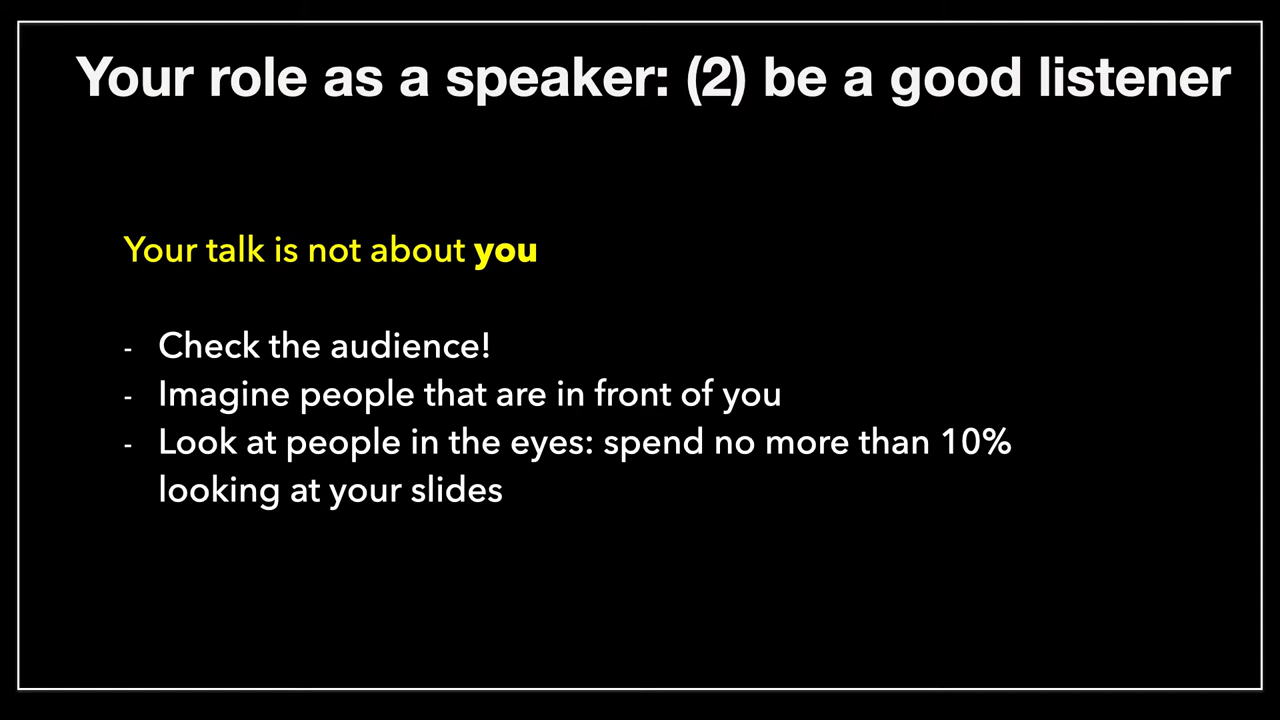 Your role as a speaker: (2) be a good listener
Your talk is not about you
- Check the audience!
- Imagine people that are in front of you
- Look at people in the eyes: spend no more than 10%
looking at your slides